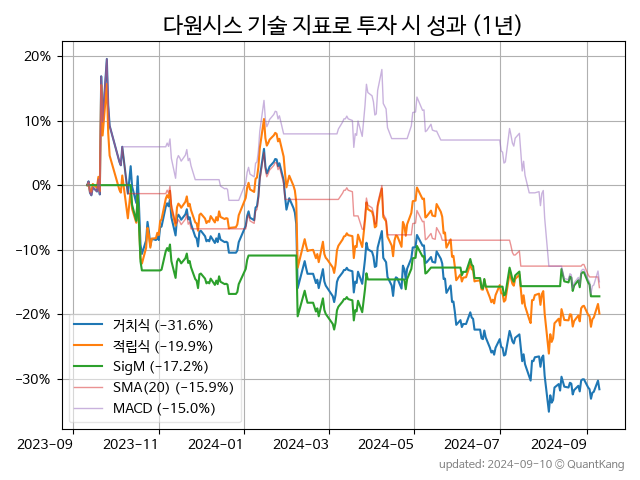 다원시스 기술 지표로 투자 시 성과 (1년)
20%
10%
0%
−10%
−20%
−30%
거치식 (−31.6%)
적립식 (−19.9%)
SigM (−17.2%)
SMA(20) (−15.9%)
MACD (−15.0%)
2023-09 2023-11 2024-01 2024-03 2024-05 2024-07 2024-09
updated: 2024-09-10 ⓒ QuantKang